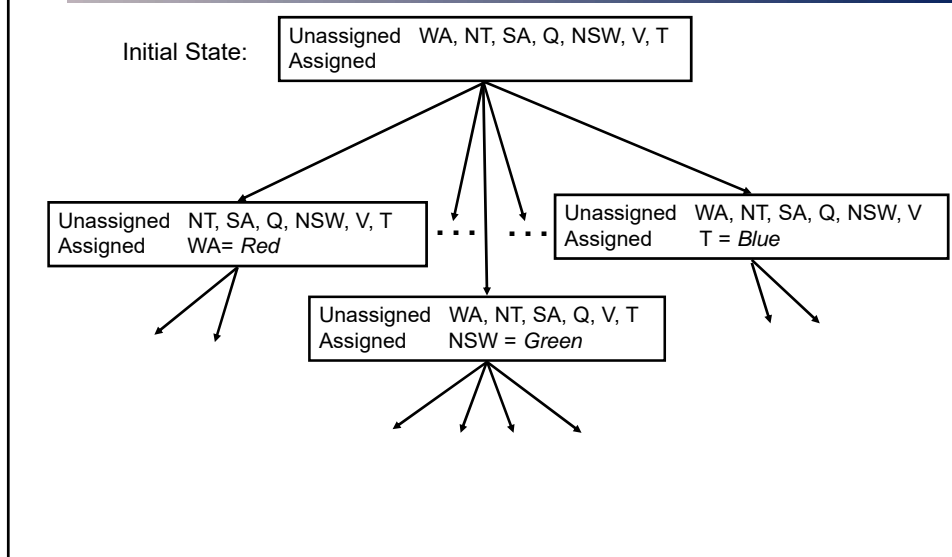 Initial State:
Unassigned WA, NT, SA, Q, NSW, V, T
Assigned
Unassigned NT, SA, Q, NSW, V, T
Assigned WA= Red
... ...
Unassigned WA, NT, SA, Q, NSW, V
Assigned T = Blue
Unassigned WA, NT, SA, Q, V, T
Assigned NSW = Green